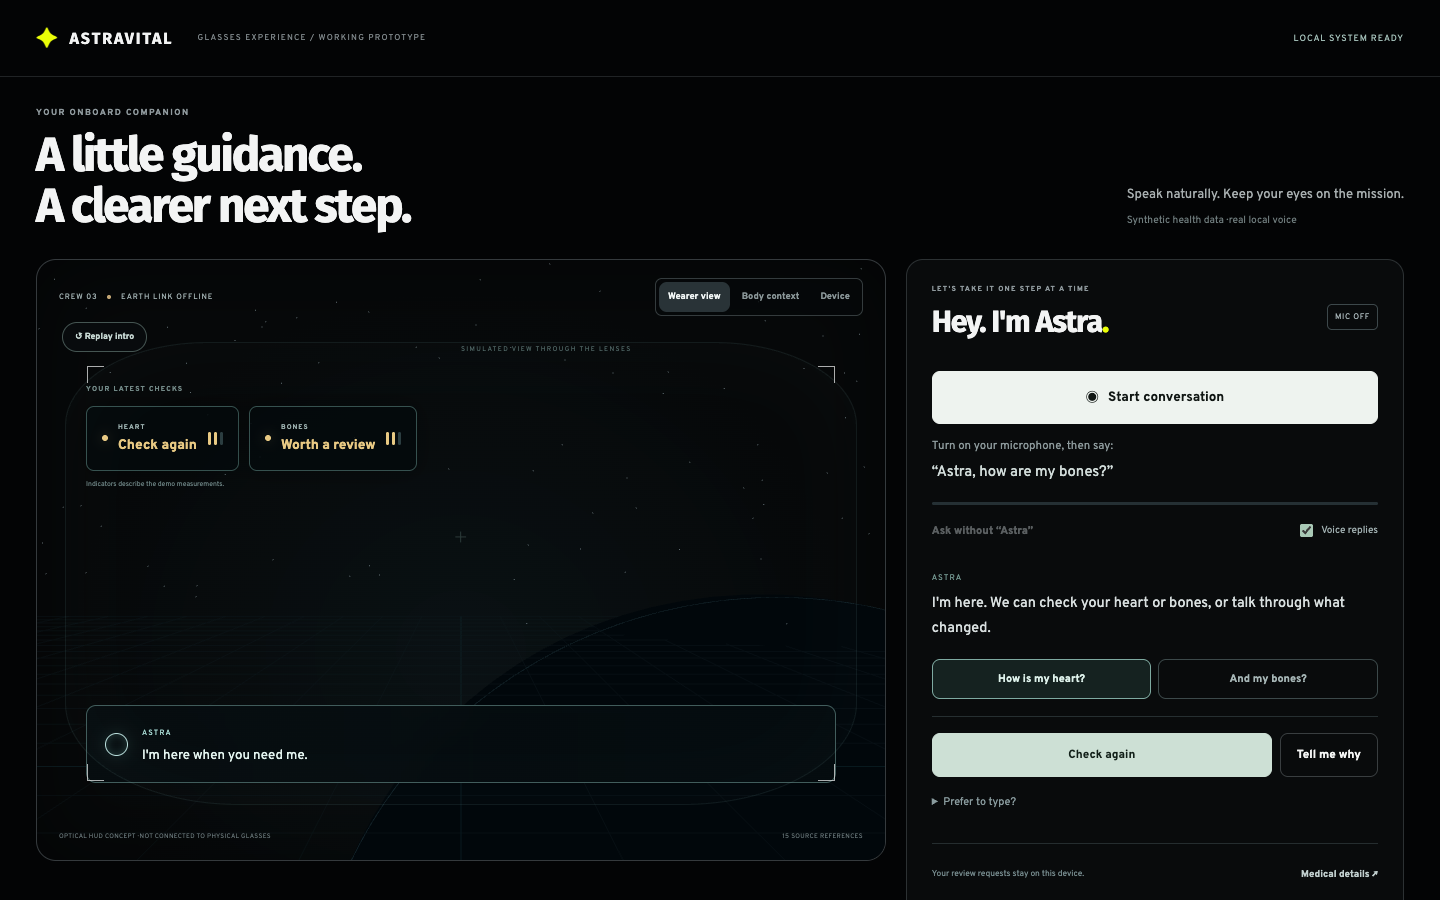 ASTRAVITAL
GLASSES EXPERIENCE / WORKING PROTOTYPE
LOCAL SYSTEM READY
YOUR ONBOARD COMPANION
A little guidance.
A clearer next step.
Speak naturally. Keep your eyes on the mission.
Synthetic health data · real local voice
CREW 03 • EARTH LINK OFFLINE
Wearer view
Body context
Device
↺ Replay intro
SIMULATED VIEW THROUGH THE LENSES
YOUR LATEST CHECKS
HEART
Check again
BONES
Worth a review
Indicators describe the demo measurements.
ASTRA
I'm here when you need me.
OPTICAL HUD CONCEPT · NOT CONNECTED TO PHYSICAL GLASSES
15 SOURCE REFERENCES
LET'S TAKE IT ONE STEP AT A TIME
Hey. I'm Astra.
MIC OFF
Start conversation
Turn on your microphone, then say:
“Astra, how are my bones?”
Ask without “Astra”
Voice replies
ASTRA
I'm here. We can check your heart or bones, or talk through what
changed.
How is my heart?
And my bones?
Check again
Tell me why
▶ Prefer to type?
Your review requests stay on this device.
Medical details ↗